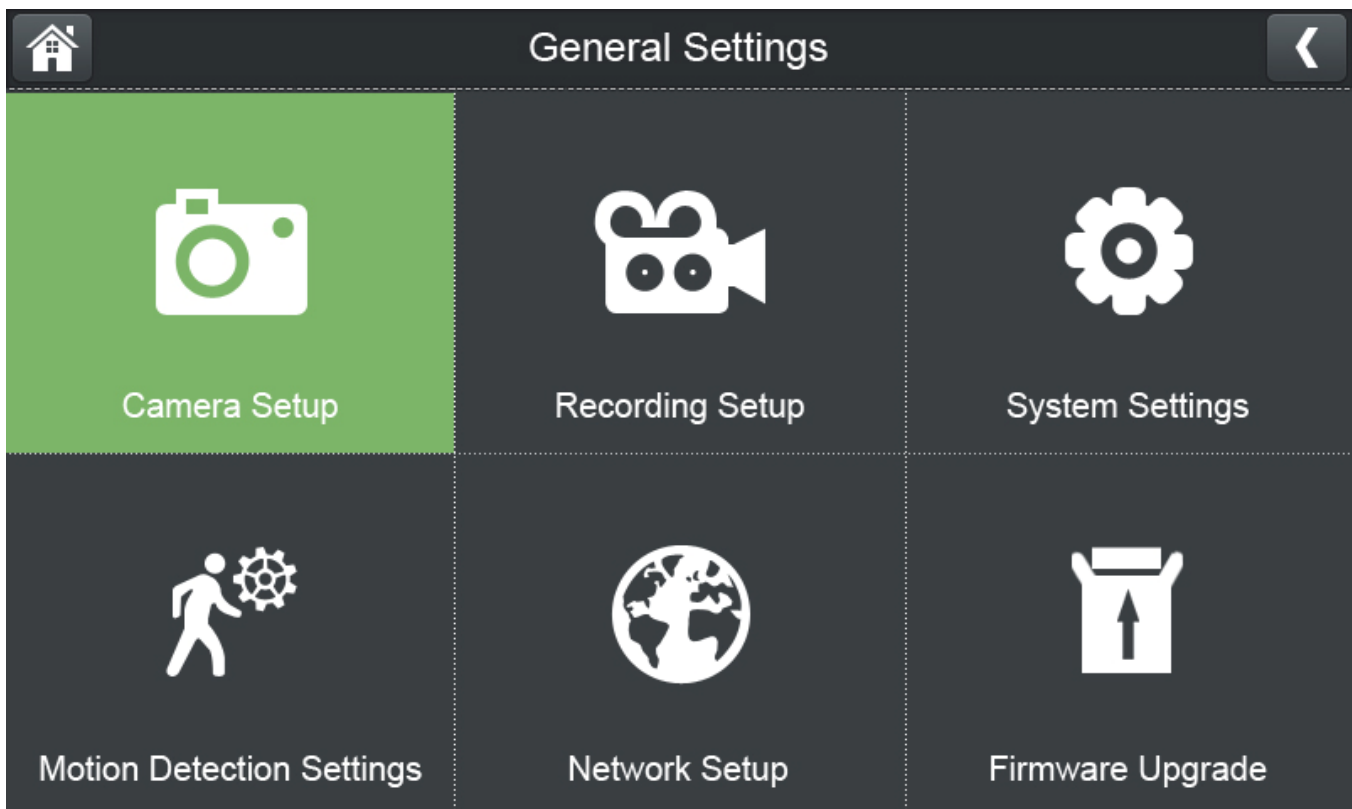 General Settings
Camera Setup
Recording Setup
System Settings
Motion Detection Settings
Network Setup
Firmware Upgrade